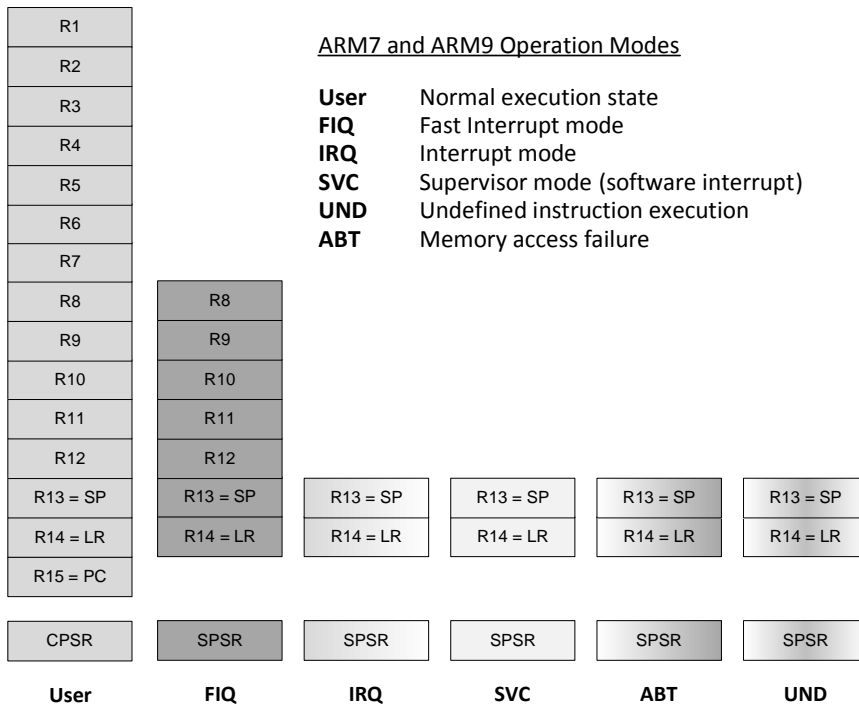 R1
R2
R3
R4
R5
R6
R7
R8
R9
R10
R11
R12
R13 = SP
R14 = LR
R15 = PC
CPSR
User
ARM7 and ARM9 Operation Modes
User Normal execution state
FIQ Fast Interrupt mode
IRQ Interrupt mode
SVC Supervisor mode (software interrupt)
UND Undefined instruction execution
ABT Memory access failure
R8
R9
R10
R11
R12
R13 = SP
R14 = LR
SPSR
FIQ
R13 = SP
R14 = LR
SPSR
IRQ
R13 = SP
R14 = LR
SPSR
SVC
R13 = SP
R14 = LR
SPSR
ABT
R13 = SP
R14 = LR
SPSR
UND